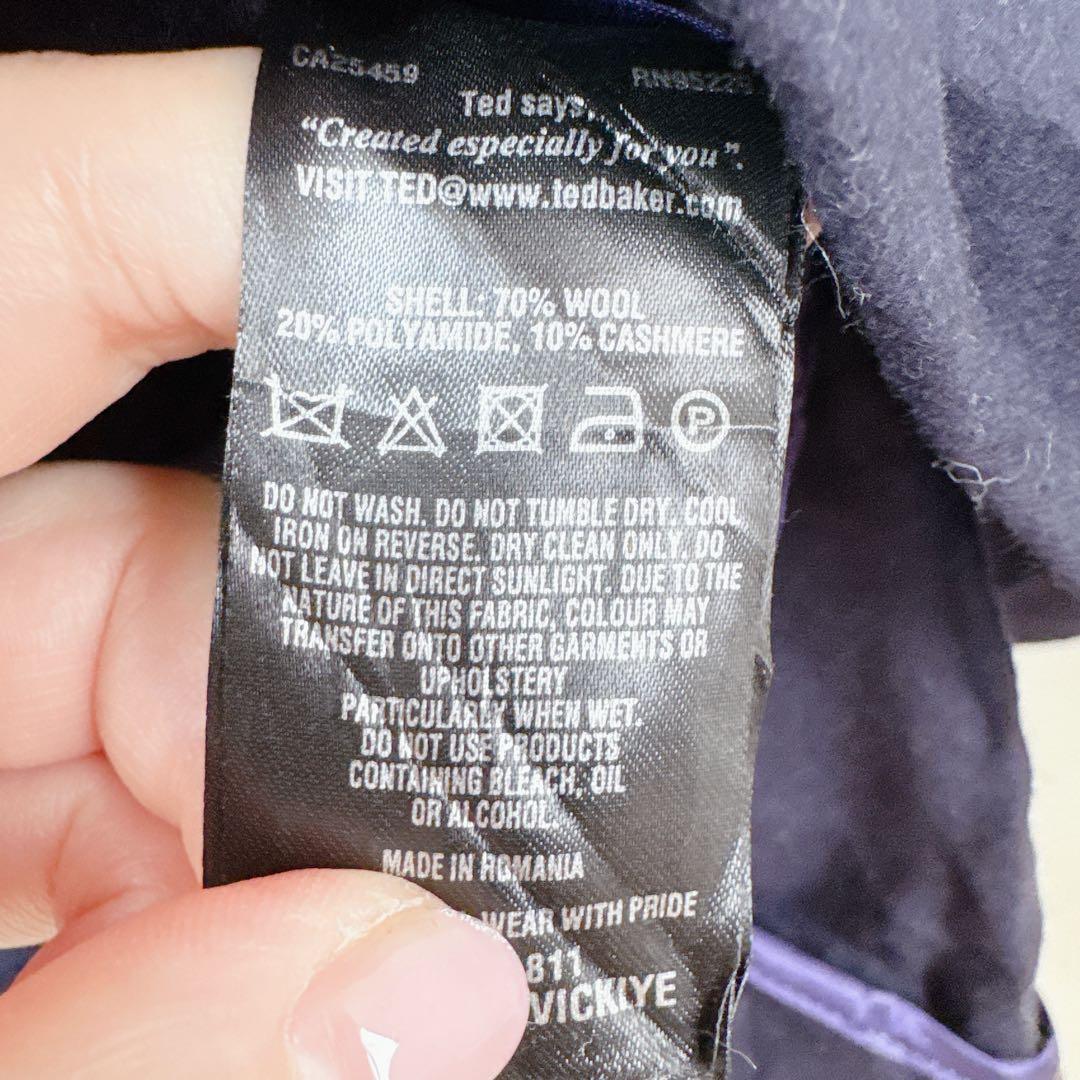 CA25459
Ted says,
“Created especially for you”.
VISIT TED@www.tedbaker.com
SHELL: 70% WOOL
20% POLYAMIDE, 10% CASHMERE
P
DO NOT WASH. DO NOT TUMBLE DRY. COOL
IRON ON REVERSE. DRY CLEAN ONLY. DO
NOT LEAVE IN DIRECT SUNLIGHT. DUE TO THE
NATURE OF THIS FABRIC, COLOUR MAY
TRANSFER ONTO OTHER GARMENTS OR
UPHOLSTERY
PARTICULARLY WHEN WET.
DO NOT USE PRODUCTS
CONTAINING BLEACH, OIL
OR ALCOHOL.
MADE IN ROMANIA
WEAR WITH PRIDE
811
VICKIYE